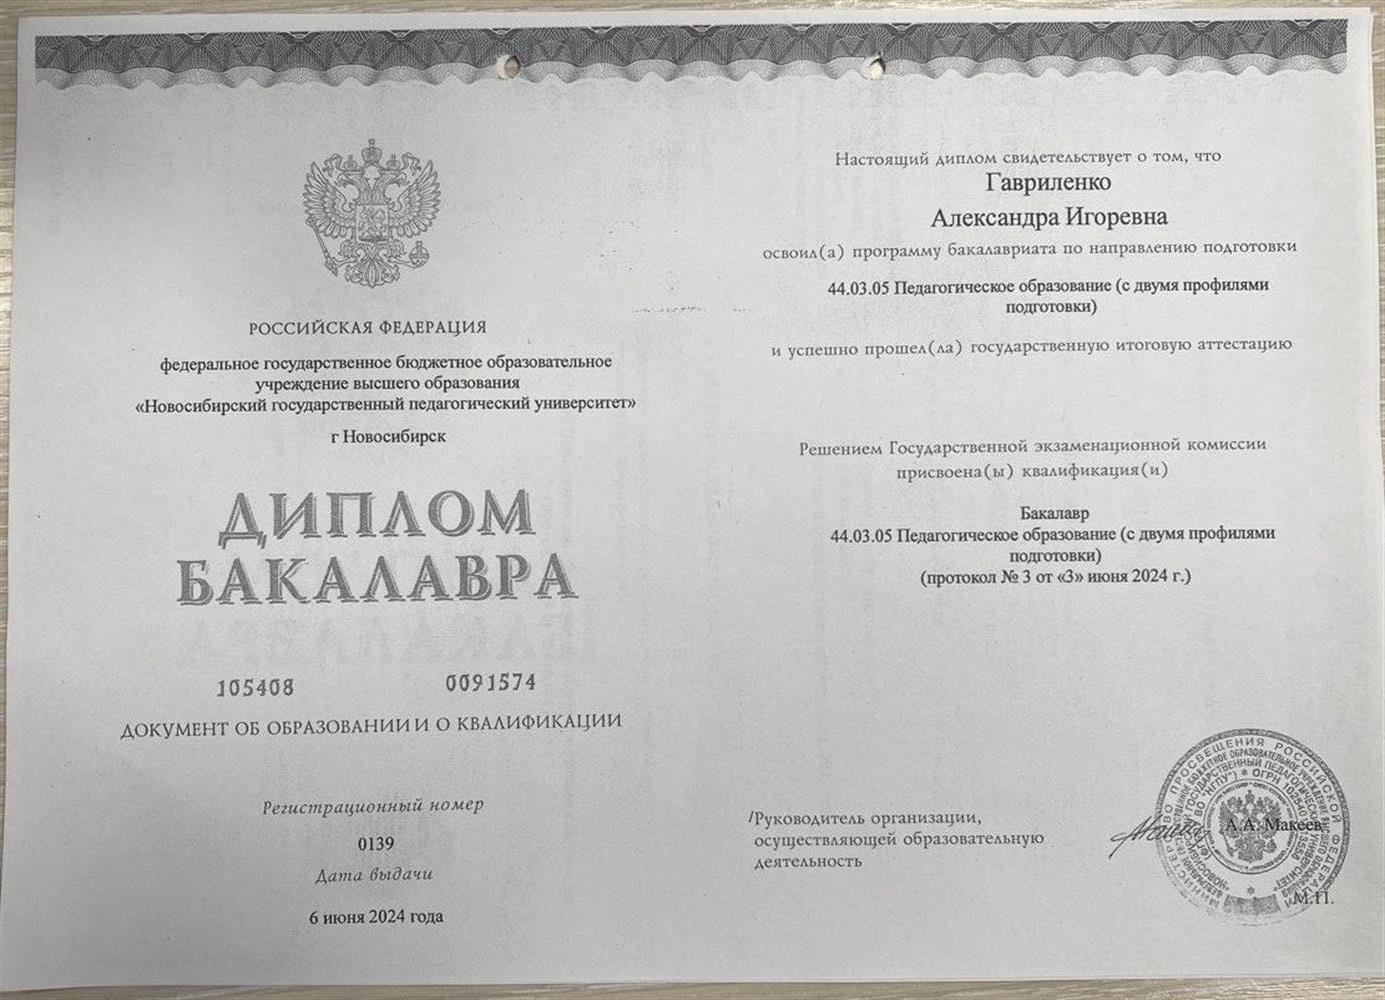 РОССИЙСКАЯ ФЕДЕРАЦИЯ
федеральное государственное бюджетное образовательное
учреждение высшего образования
«Новосибирский государственный педагогический университет»
г Новосибирск
ДИПЛОМ
БАКАЛАВРА
105408 0091574
ДОКУМЕНТ ОБ ОБРАЗОВАНИИ И О КВАЛИФИКАЦИИ
Регистрационный номер
0139
Дата выдачи
6 июня 2024 года
Настоящий диплом свидетельствует о том, что
Гавриленко
Александра Игоревна
освоил(а) программу бакалавриата по направлению подготовки
44.03.05 Педагогическое образование (с двумя профилями
подготовки)
и успешно прошел(ла) государственную итоговую аттестацию
Решением Государственной экзаменационной комиссии
присвоена(ы) квалификация(и)
Бакалавр
44.03.05 Педагогическое образование (с двумя профилями
подготовки)
(протокол № 3 от «3» июня 2024 г.)
Руководитель организации,
осуществляющей образовательную
деятельность
А.А. Макеев
М.П.